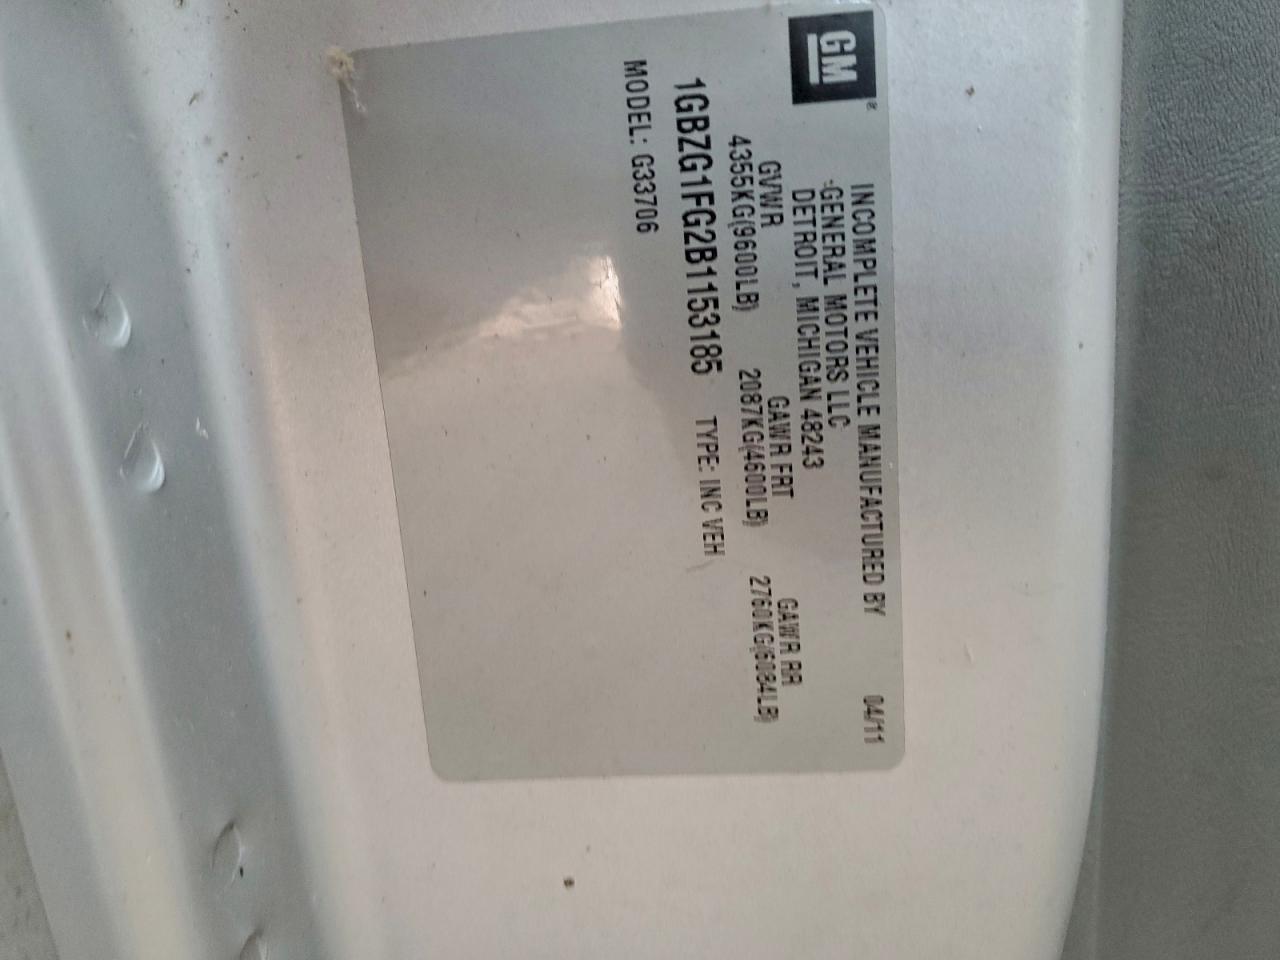 GM
INCOMPLETE VEHICLE MANUFACTURED BY 04/11
GENERAL MOTORS LLC
DETROIT, MICHIGAN 48243
GVWR GAWR FRT GAWR RR
4355KG(9600LB) 2087KG(4600LB) 2760KG(6084LB)
1GBZG1FG2B1153185 TYPE: INC VEH
MODEL: G33706